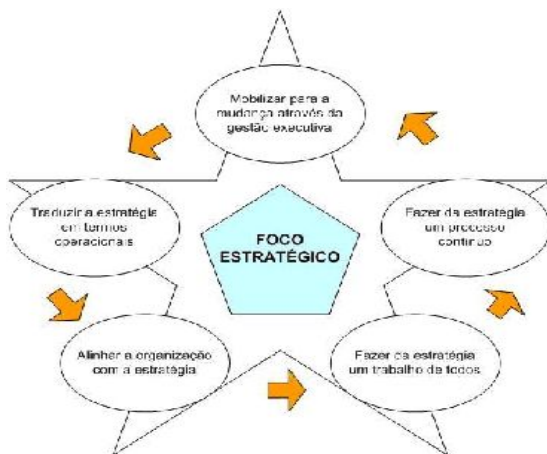 Mobilizar para a
mudança através da
gestão executiva
Traduzir a estratégia
em termos
operacionais
FOCO
ESTRATÉGICO
Fazer da estratégia
um processo
contínuo
Alinhar a organização
com a estratégia
Fazer da estratégia
um trabalho de todos